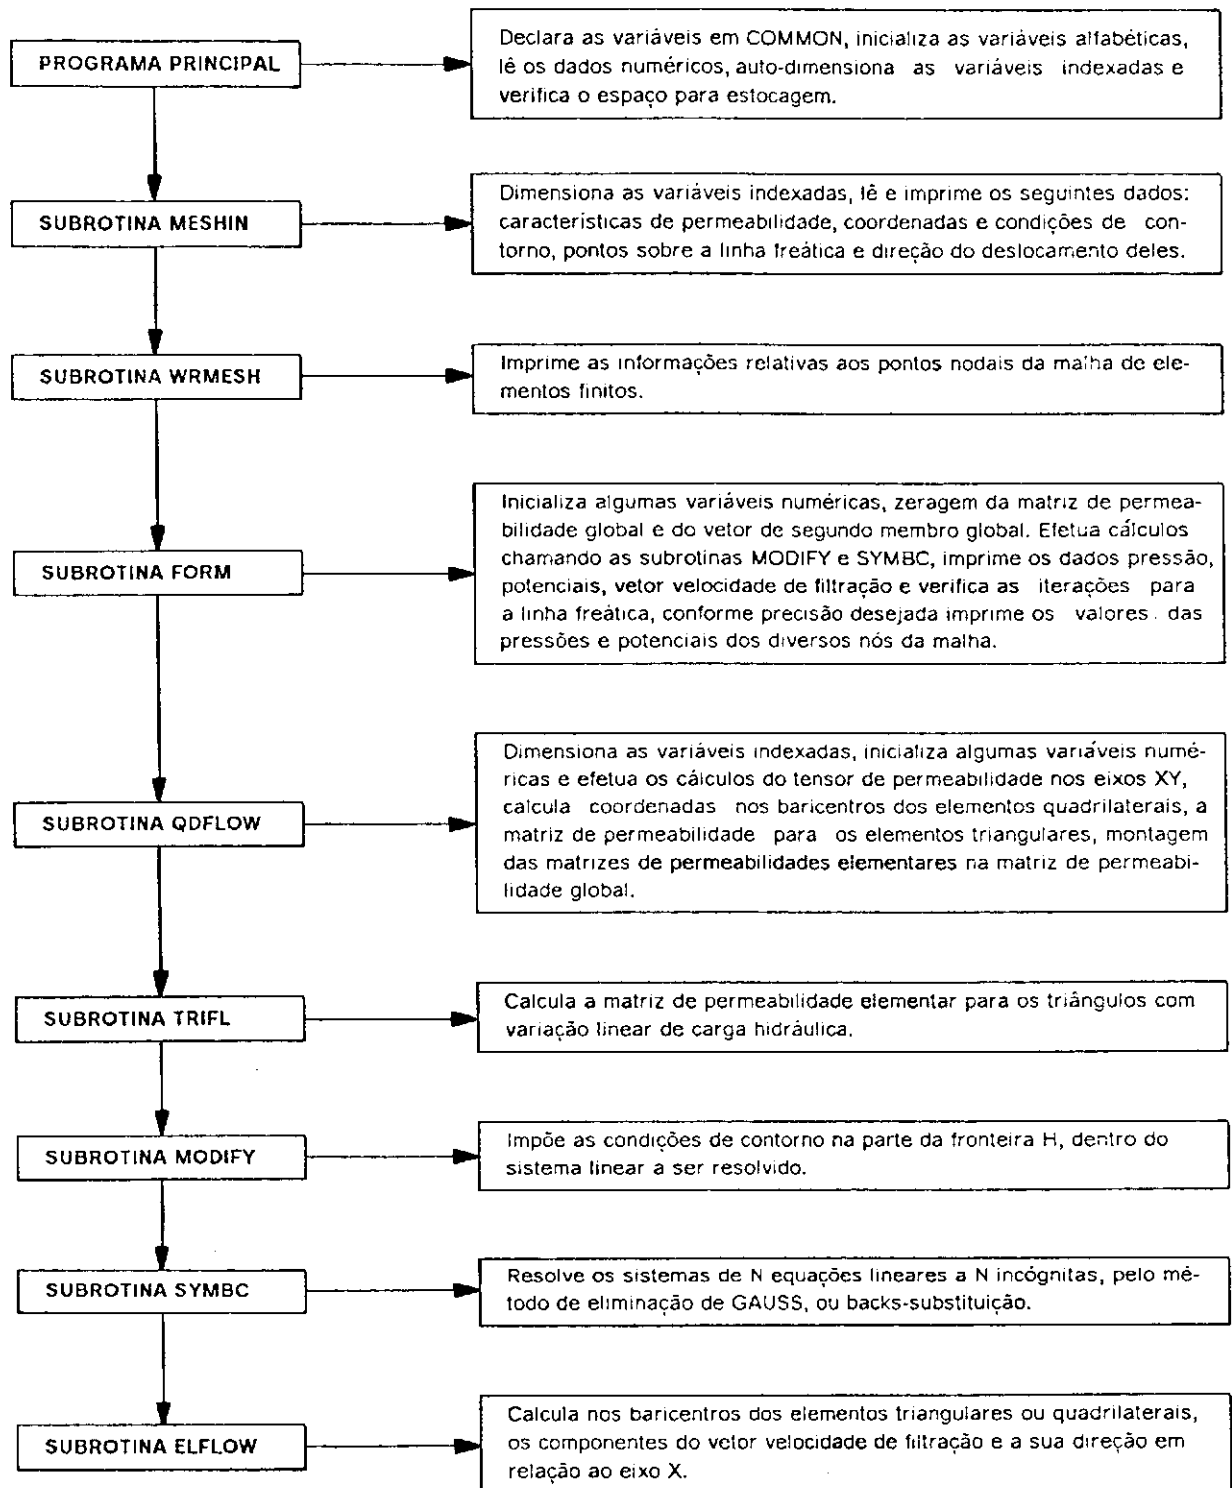 PROGRAMA PRINCIPAL
Declara as variáveis em COMMON, inicializa as variáveis alfabéticas,
lê os dados numéricos, auto-dimensiona as variáveis indexadas e
verifica o espaço para estocagem.
SUBROTINA MESHIN
Dimensiona as variáveis indexadas, lê e imprime os seguintes dados:
características de permeabilidade, coordenadas e condições de con-
torno, pontos sobre a linha freática e direção do deslocamento deles.
SUBROTINA WRMESH
Imprime as informações relativas aos pontos nodais da malha de ele-
mentos finitos.
SUBROTINA FORM
Inicializa algumas variáveis numéricas, zeragem da matriz de permea-
bilidade global e do vetor de segundo membro global. Efetua cálculos
chamando as subrotinas MODIFY e SYMBC, imprime os dados pressão,
potenciais, vetor velocidade de filtração e verifica as iterações para
a linha freática, conforme precisão desejada imprime os valores. das
pressões e potenciais dos diversos nós da malha.
SUBROTINA QDFLOW
Dimensiona as variáveis indexadas, inicializa algumas variáveis numé-
ricas e efetua os cálculos do tensor de permeabilidade nos eixos XY,
calcula coordenadas nos baricentros dos elementos quadrilaterais, a
matriz de permeabilidade para os elementos triangulares, montagem
das matrizes de permeabilidades elementares na matriz de permeabi-
lidade global.
SUBROTINA TRIFL
Calcula a matriz de permeabilidade elementar para os triângulos com
variação linear de carga hidráulica.
SUBROTINA MODIFY
Impõe as condições de contorno na parte da fronteira H, dentro do
sistema linear a ser resolvido.
SUBROTINA SYMBC
Resolve os sistemas de N equações lineares a N incógnitas, pelo mé-
todo de eliminação de GAUSS, ou backs-substituição.
SUBROTINA ELFLOW
Calcula nos baricentros dos elementos triangulares ou quadrilaterais,
os componentes do vetor velocidade de filtração e a sua direção em
relação ao eixo X.